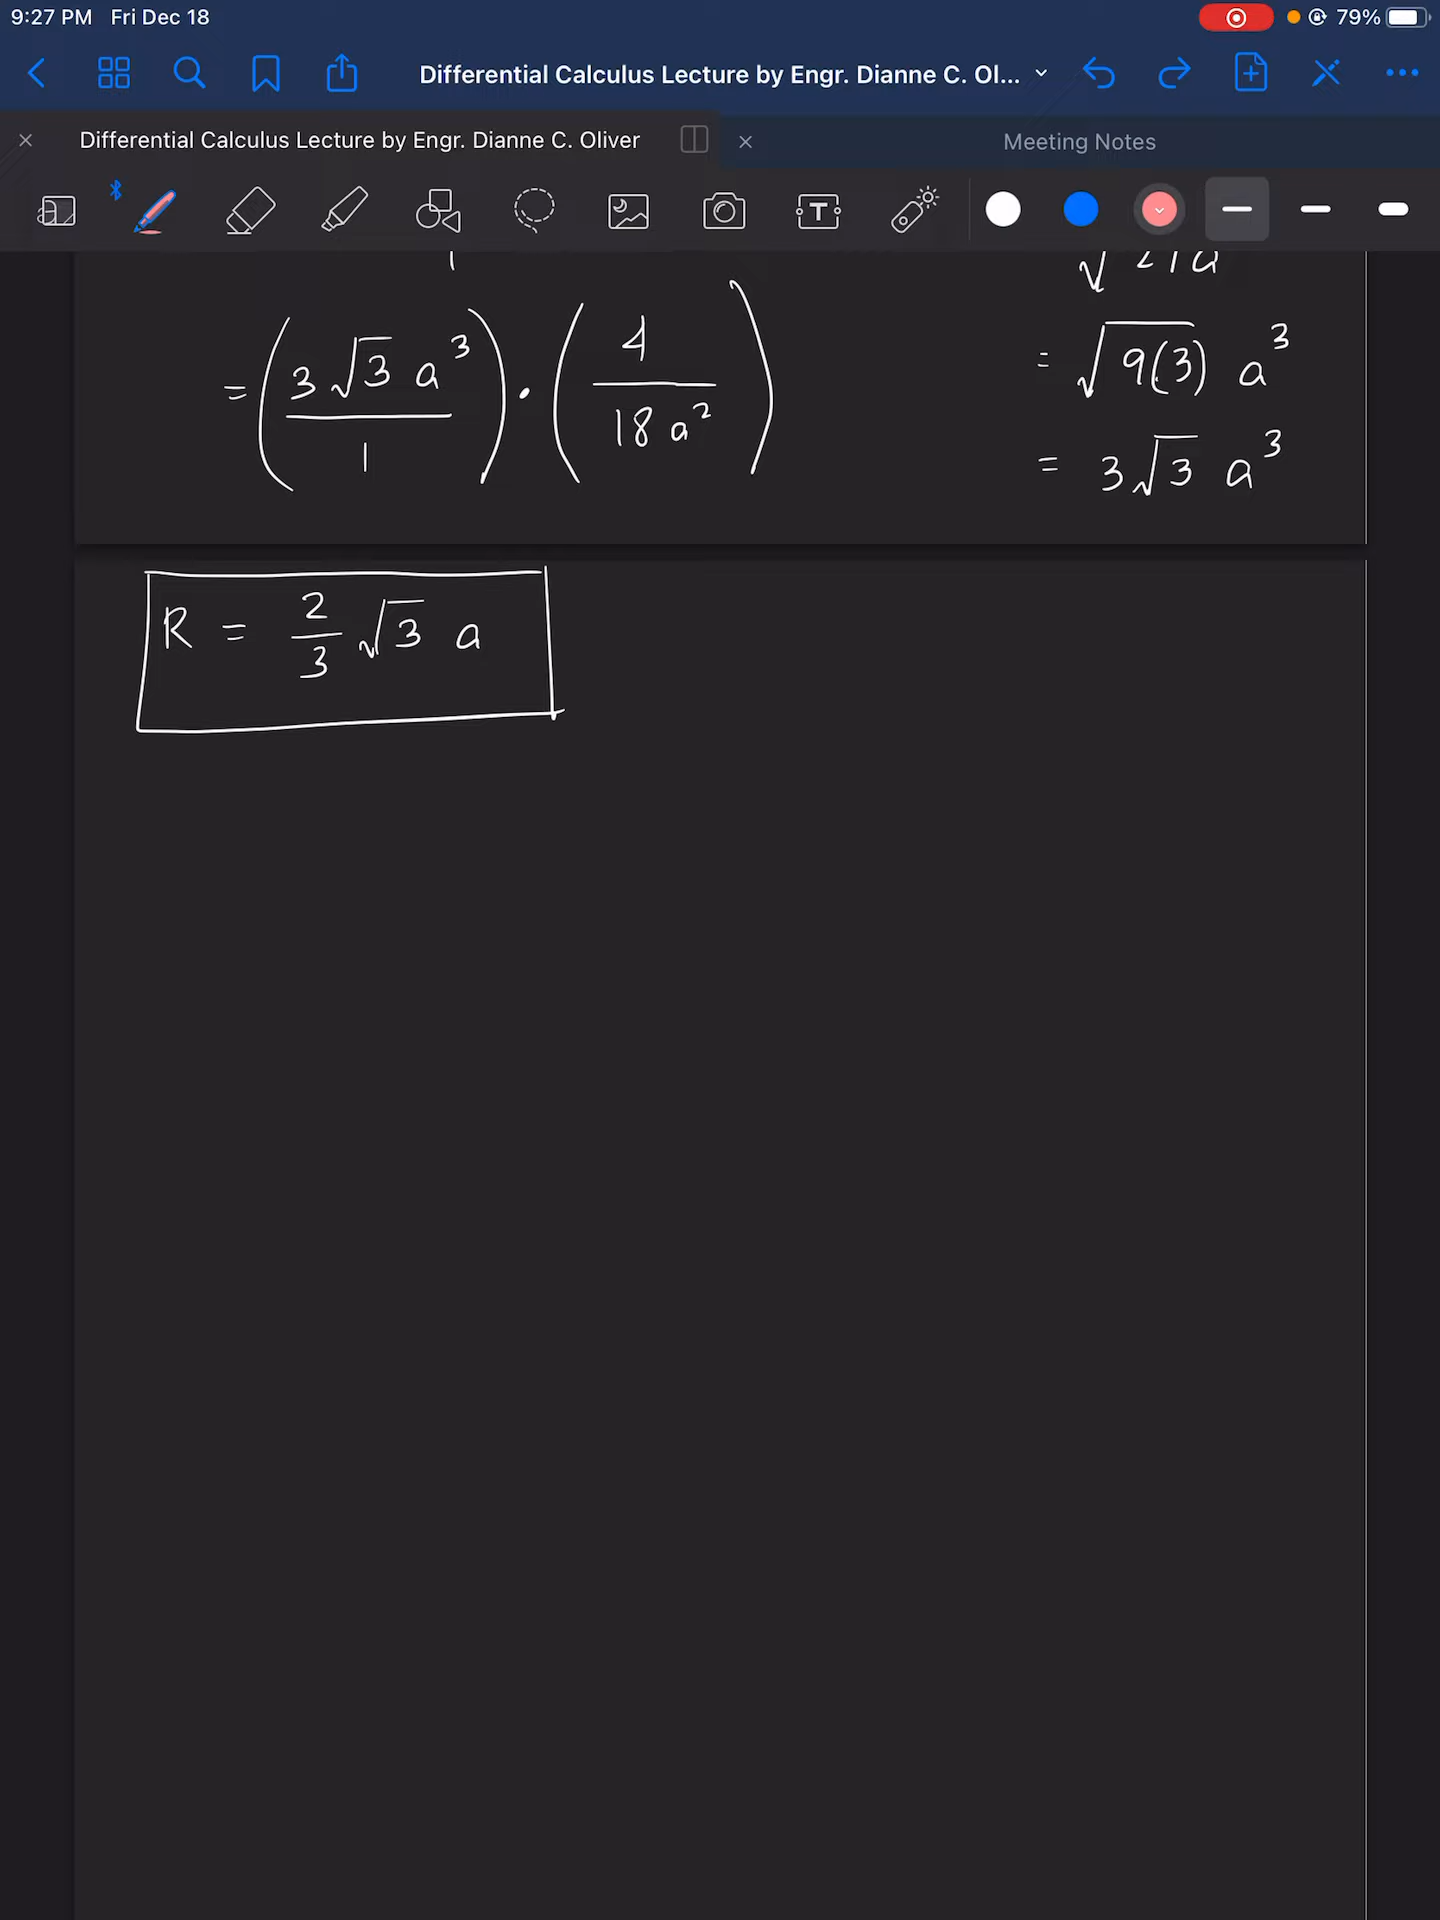 9:27 PM Fri Dec 18 79%
Differential Calculus Lecture by Engr. Dianne C. Ol...
Differential Calculus Lecture by Engr. Dianne C. Oliver
Meeting Notes
= (3√3 a³ / 1) · (4 / 18a²)
= √9(3) a³
= 3√3 a³
R = 2/3 √3 a